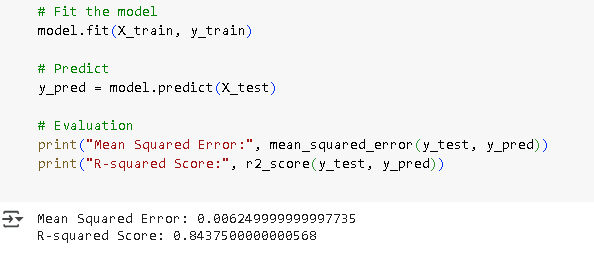 # Fit the model
model.fit(X_train, y_train)
# Predict
y_pred = model.predict(X_test)
# Evaluation
print("Mean Squared Error:", mean_squared_error(y_test, y_pred))
print("R-squared Score:", r2_score(y_test, y_pred))
Mean Squared Error: 0.006249999999997735
R-squared Score: 0.8437500000000568